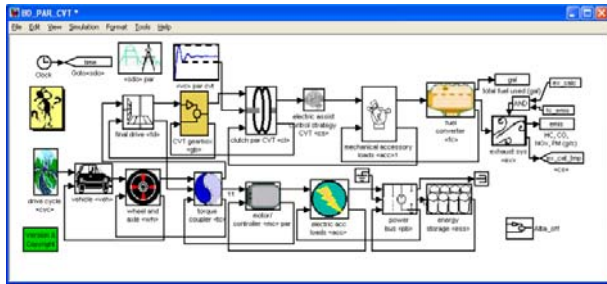 BD_PAR_CVT *
File Edit View Simulation Format Tools Help
Clock
time
Goto<sdo>
<sdo> par
<vc> par cvt
gal
total fuel used (gal)
AND
ex_calc
tc_emis
emis
HC, CO,
NOx, PM (g/s)
ex_cat_tmp
<cs>
final drive <fd>
CVT gearbox
<gb>
clutch par CVT <cl>
electric assist
control strategy
CVT <cs>
mechanical accessory
loads <acc>
fuel
converter
<fc>
exhaust sys
<ex>
drive cycle
<cyc>
vehicle <veh>
wheel and
axle <wh>
torque
coupler <tc>
motor/
controller <mc> par
electric acc
loads <acc>
power
bus <pb>
energy
storage <ess>
Version &
Copyright